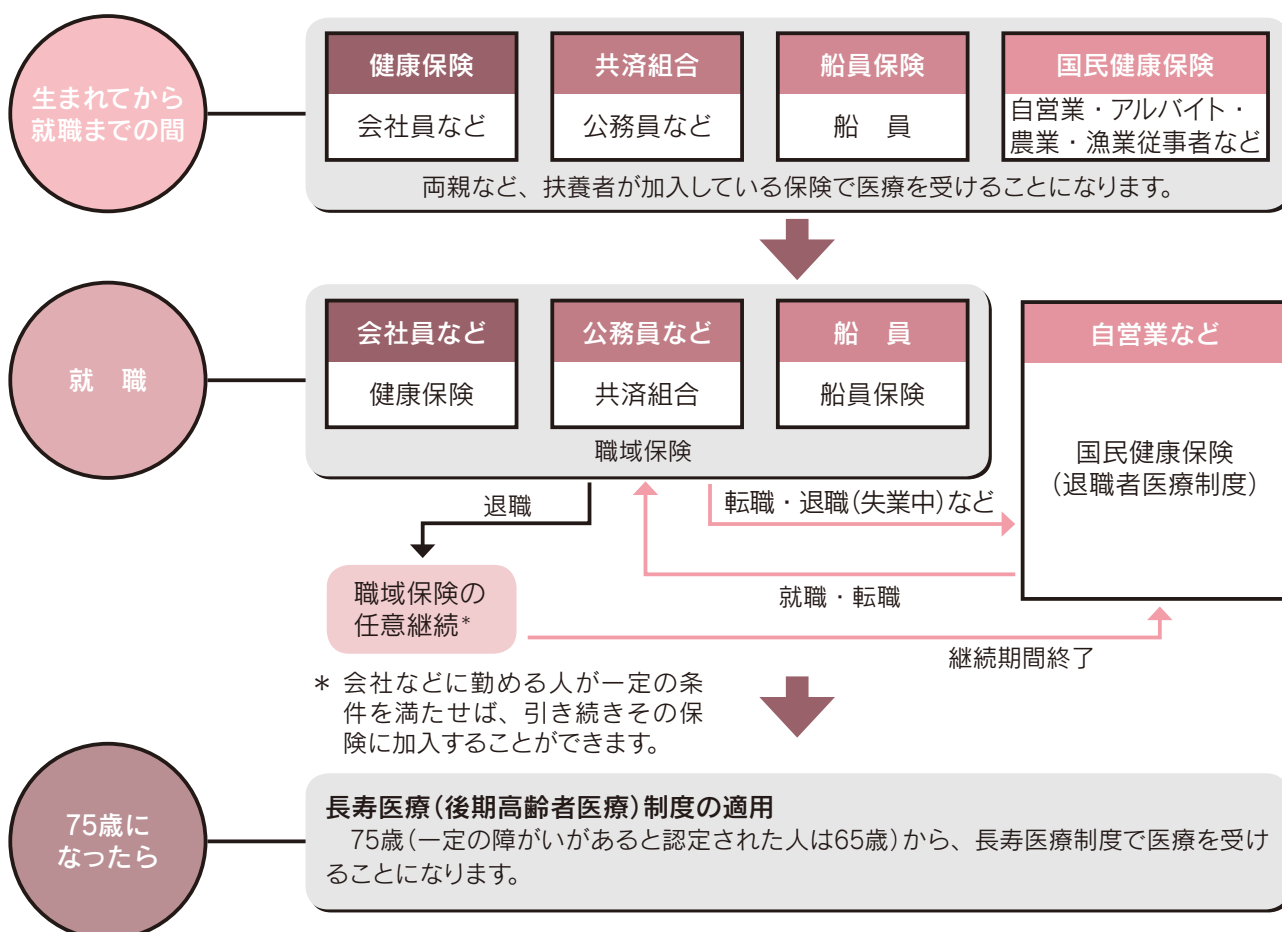 生まれてから
就職までの間
健康保険
会社員など
共済組合
公務員など
船員保険
船　員
国民健康保険
自営業・アルバイト・
農業・漁業従事者など
両親など、扶養者が加入している保険で医療を受けることになります。
就　職
会社員など
健康保険
公務員など
共済組合
船　員
船員保険
職域保険
自営業など
国民健康保険
（退職者医療制度）
退職
転職・退職（失業中）など
就職・転職
職域保険の
任意継続*
継続期間終了
＊ 会社などに勤める人が一定の条
件を満たせば、引き続きその保
険に加入することができます。
75歳に
なったら
長寿医療（後期高齢者医療）制度の適用
　75歳（一定の障がいがあると認定された人は65歳）から、長寿医療制度で医療を受け
ることになります。